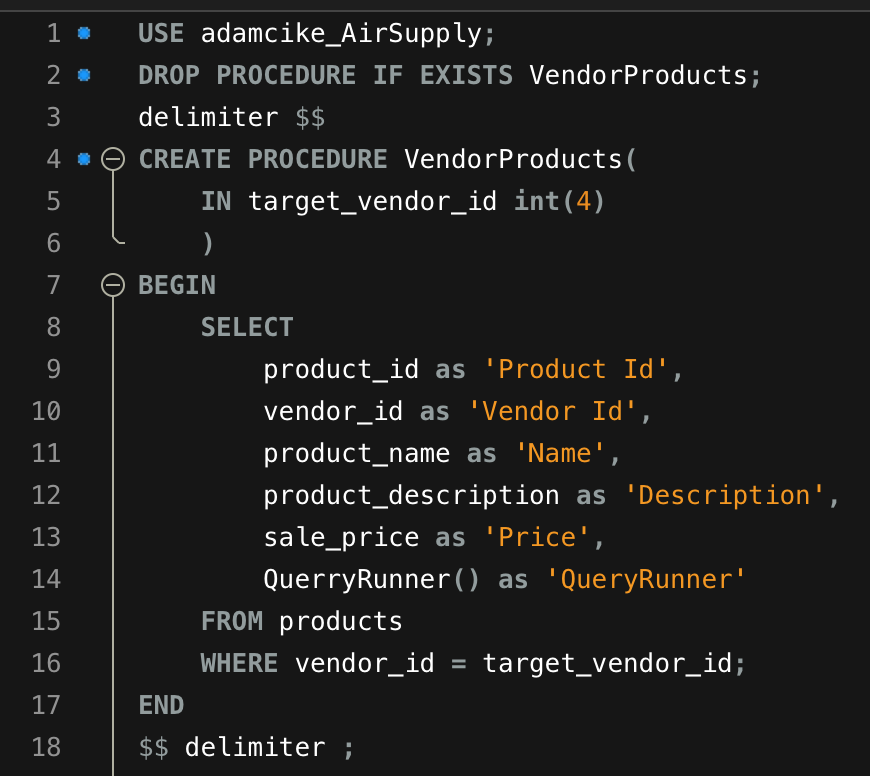 1 USE adamcike_AirSupply;
2 DROP PROCEDURE IF EXISTS VendorProducts;
3 delimiter $$
4 CREATE PROCEDURE VendorProducts(
5     IN target_vendor_id int(4)
6     )
7 BEGIN
8     SELECT
9         product_id as 'Product Id',
10         vendor_id as 'Vendor Id',
11         product_name as 'Name',
12         product_description as 'Description',
13         sale_price as 'Price',
14         QuerryRunner() as 'QueryRunner'
15     FROM products
16     WHERE vendor_id = target_vendor_id;
17 END
18 $$ delimiter ;